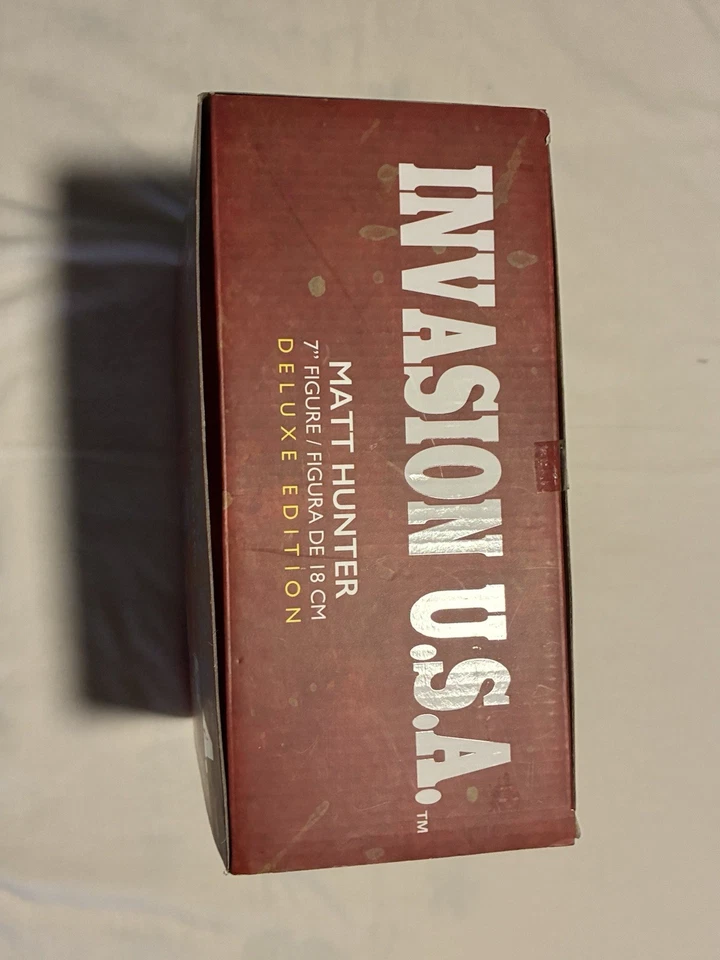 INVASION U.S.A.™
MATT HUNTER
7” FIGURE / FIGURA DE 18 CM
DELUXE EDITION